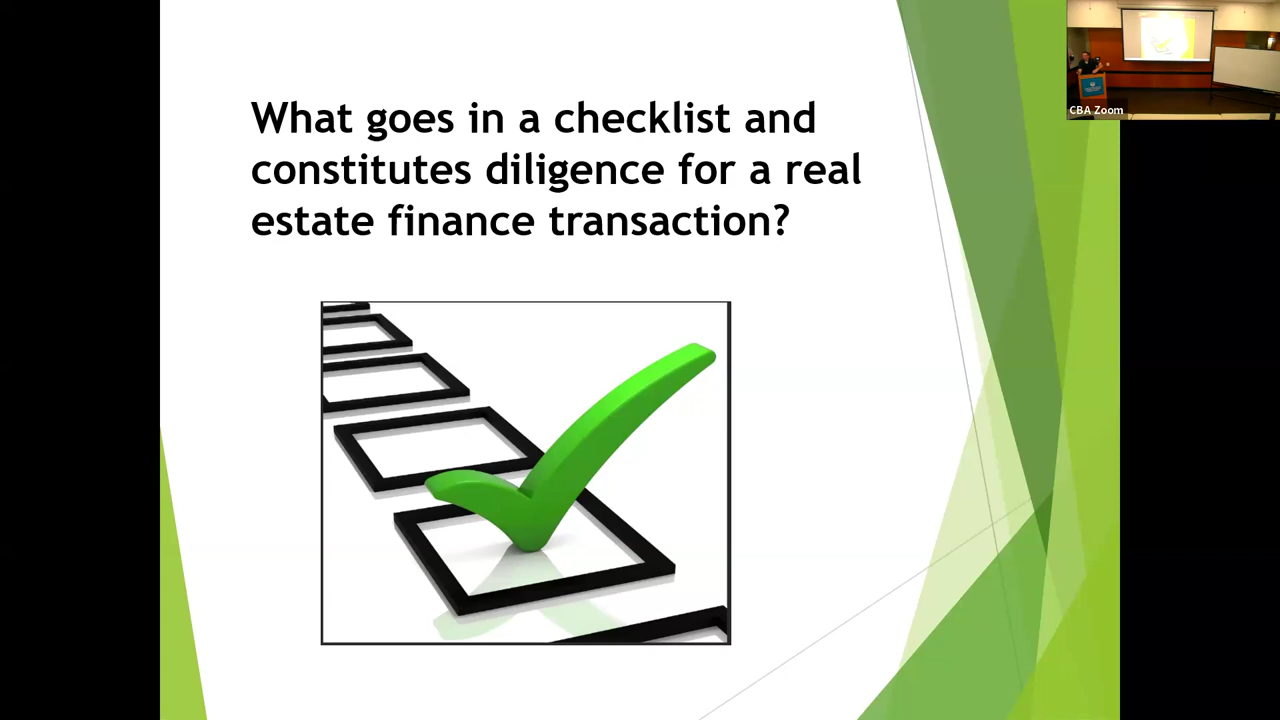 What goes in a checklist and
constitutes diligence for a real
estate finance transaction?
CBA Zoom